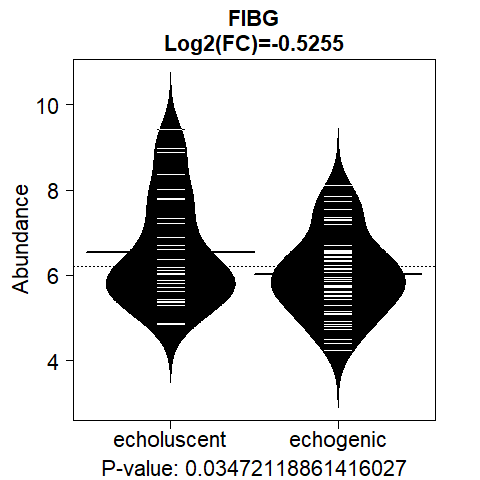 FIBG
Log2(FC)=-0.5255
Abundance
10
8
6
4
echoluscent echogenic
P-value: 0.03472118861416027